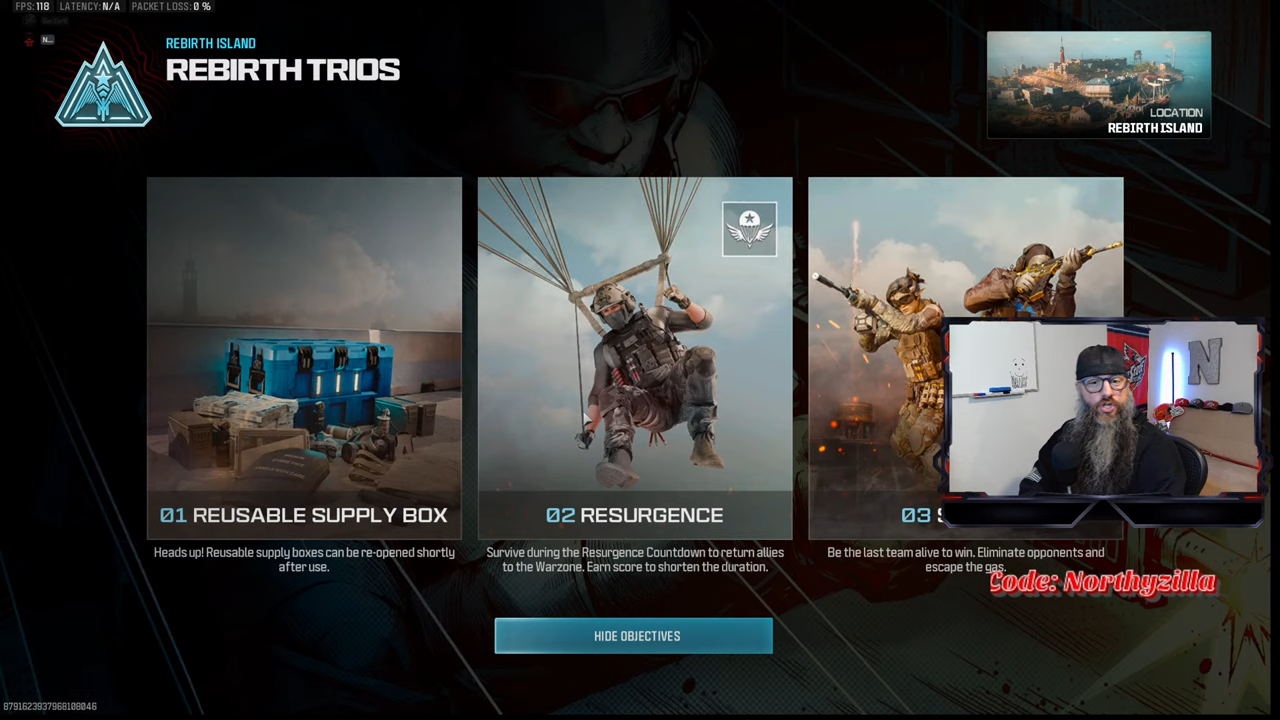 FPS: 118 LATENCY: N/A PACKET LOSS: 0 %
N...
REBIRTH ISLAND
REBIRTH TRIOS
LOCATION
REBIRTH ISLAND
01 REUSABLE SUPPLY BOX
02 RESURGENCE
03
Heads up! Reusable supply boxes can be re-opened shortly
after use.
Survive during the Resurgence Countdown to return allies
to the Warzone. Earn score to shorten the duration.
Be the last team alive to win. Eliminate opponents and
escape the gas.
N
Code: Northyzilla
HIDE OBJECTIVES
8791623937968108046